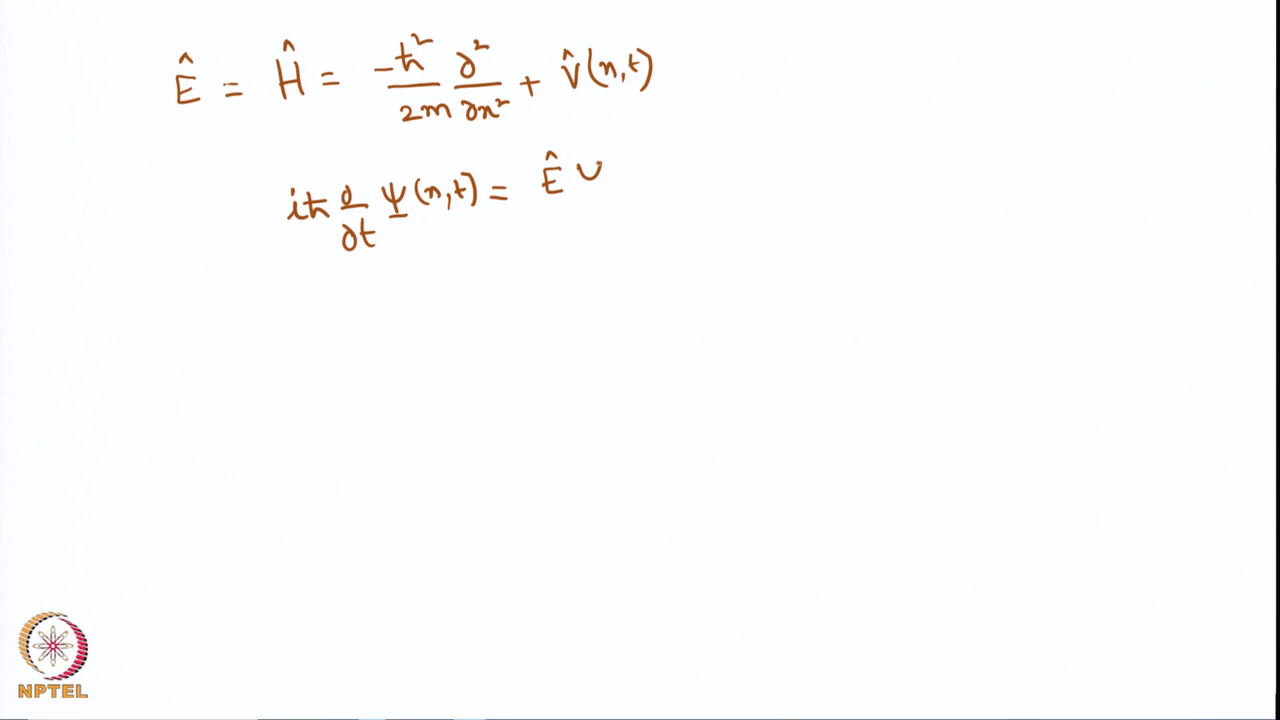 Ê = Ĥ = -ℏ²/2m ∂²/∂x² + V̂(x,t)
iℏ ∂/∂t Ψ(x,t) = Ê
NPTEL